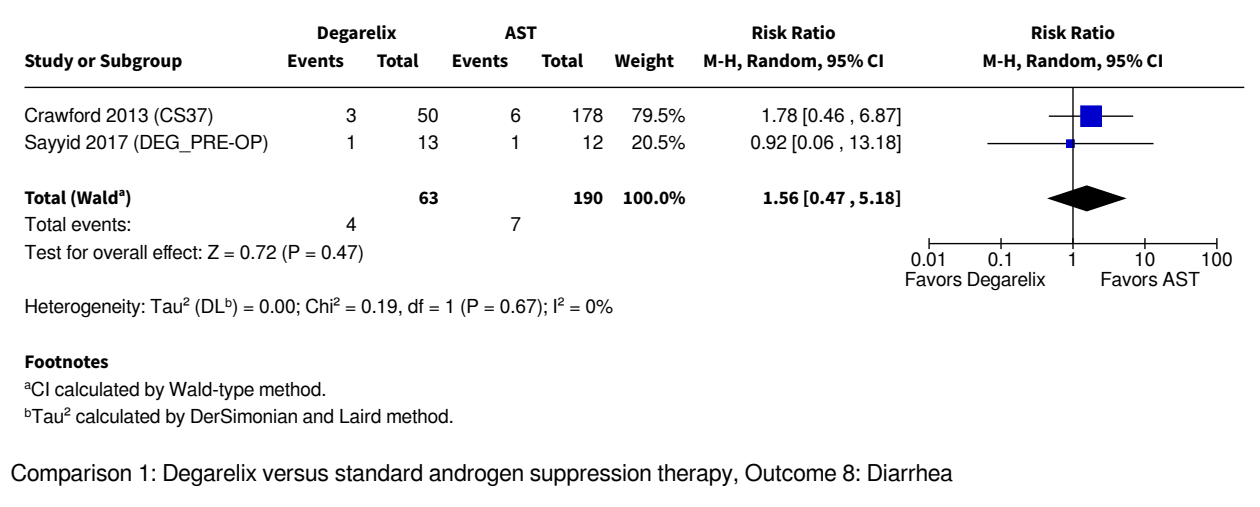 Degarelix AST Risk Ratio Risk Ratio
Study or Subgroup Events Total Events Total Weight M-H, Random, 95% CI M-H, Random, 95% CI
Crawford 2013 (CS37) 3 50 6 178 79.5% 1.78 [0.46 , 6.87]
Sayyid 2017 (DEG_PRE-OP) 1 13 1 12 20.5% 0.92 [0.06 , 13.18]
Total (Waldᵃ) 63 190 100.0% 1.56 [0.47 , 5.18]
Total events: 4 7
Test for overall effect: Z = 0.72 (P = 0.47)
0.01 0.1 1 10 100
Favors Degarelix Favors AST
Heterogeneity: Tau² (DLᵇ) = 0.00; Chi² = 0.19, df = 1 (P = 0.67); I² = 0%
Footnotes
ᵃCI calculated by Wald-type method.
ᵇTau² calculated by DerSimonian and Laird method.
Comparison 1: Degarelix versus standard androgen suppression therapy, Outcome 8: Diarrhea